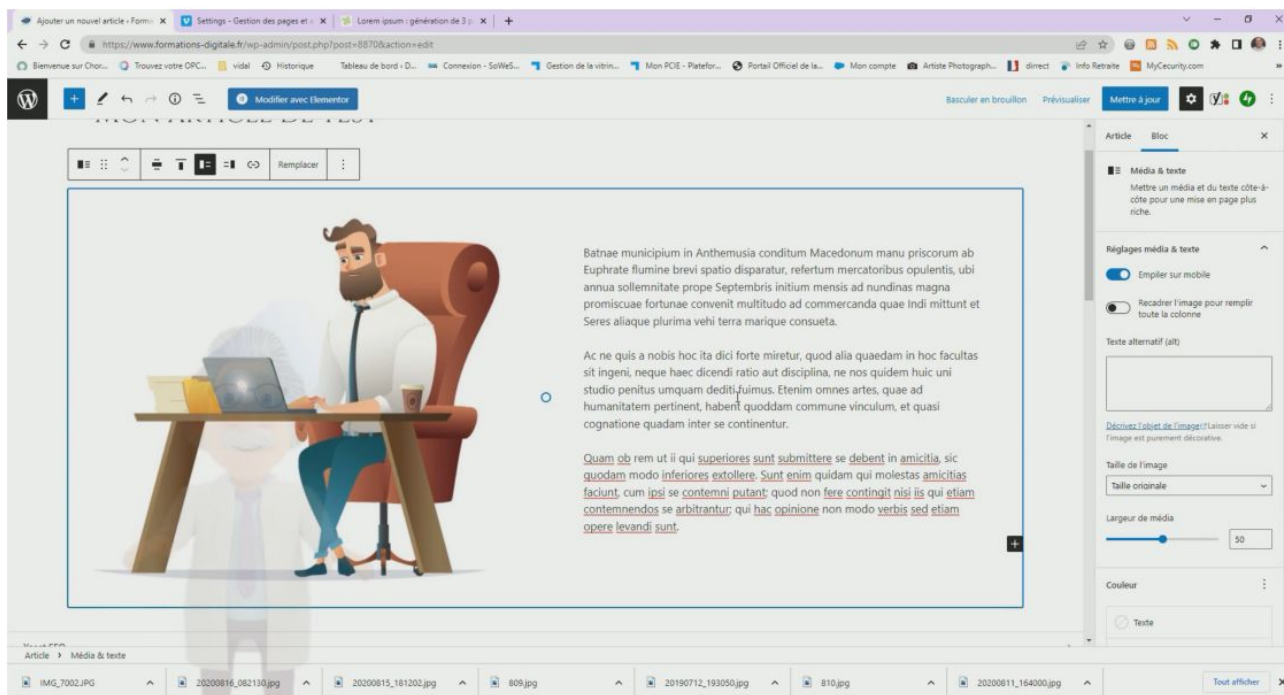 Ajouter un nouvel article ‹ Form
Settings - Gestion des pages et
Lorem ipsum : génération de 3 p
https://www.formations-digitale.fr/wp-admin/post.php?post=8870&action=edit
Bienvenue sur Chor...
Trouvez votre OPC...
vidal
Historique
Tableau de bord ‹ D...
Connexion - SoWeS...
Gestion de la vitrin...
Mon PCIE - Platefor...
Portail Officiel de la...
Mon compte
Artiste Photograph...
dirrect
Info Retraite
MyCecurity.com
»
Modifier avec Elementor
Basculer en brouillon
Prévisualiser
Mettre à jour
MON ARTICLE DE TEST
Remplacer
Batnae municipium in Anthemusia conditum Macedonum manu priscorum ab
Euphrate flumine brevi spatio disparatur, refertum mercatoribus opulentis, ubi
annua sollemnitate prope Septembris initium mensis ad nundinas magna
promiscuae fortunae convenit multitudo ad commercanda quae Indi mittunt et
Seres aliaque plurima vehi terra marique consueta.
Ac ne quis a nobis hoc ita dici forte miretur, quod alia quaedam in hoc facultas
sit ingeni, neque haec dicendi ratio aut disciplina, ne nos quidem huic uni
studio penitus umquam dediti fuimus. Etenim omnes artes, quae ad
humanitatem pertinent, habent quoddam commune vinculum, et quasi
cognatione quadam inter se continentur.
Quam ob rem ut ii qui superiores sunt submittere se debent in amicitia, sic
quodam modo inferiores extollere. Sunt enim quidam qui molestas amicitias
faciunt, cum ipsi se contemni putant; quod non fere contingit nisi iis qui etiam
contemnendos se arbitrantur; qui hac opinione non modo verbis sed etiam
opere levandi sunt.
Article
Bloc
Média & texte
Mettre un média et du texte côte-à-
côte pour une mise en page plus
riche.
Réglages média & texte
Empiler sur mobile
Recadrer l'image pour remplir
toute la colonne
Texte alternatif (alt)
Décrivez l'objet de l'image Laisser vide si
l'image est purement décorative.
Taille de l'image
Taille originale
Largeur de média
50
Couleur
Texte
Yoast SEO
Article > Média & texte
IMG_7002.JPG
20200816_082130.jpg
20200815_181202.jpg
809.jpg
20190712_193050.jpg
810.jpg
20200811_164000.jpg
Tout afficher